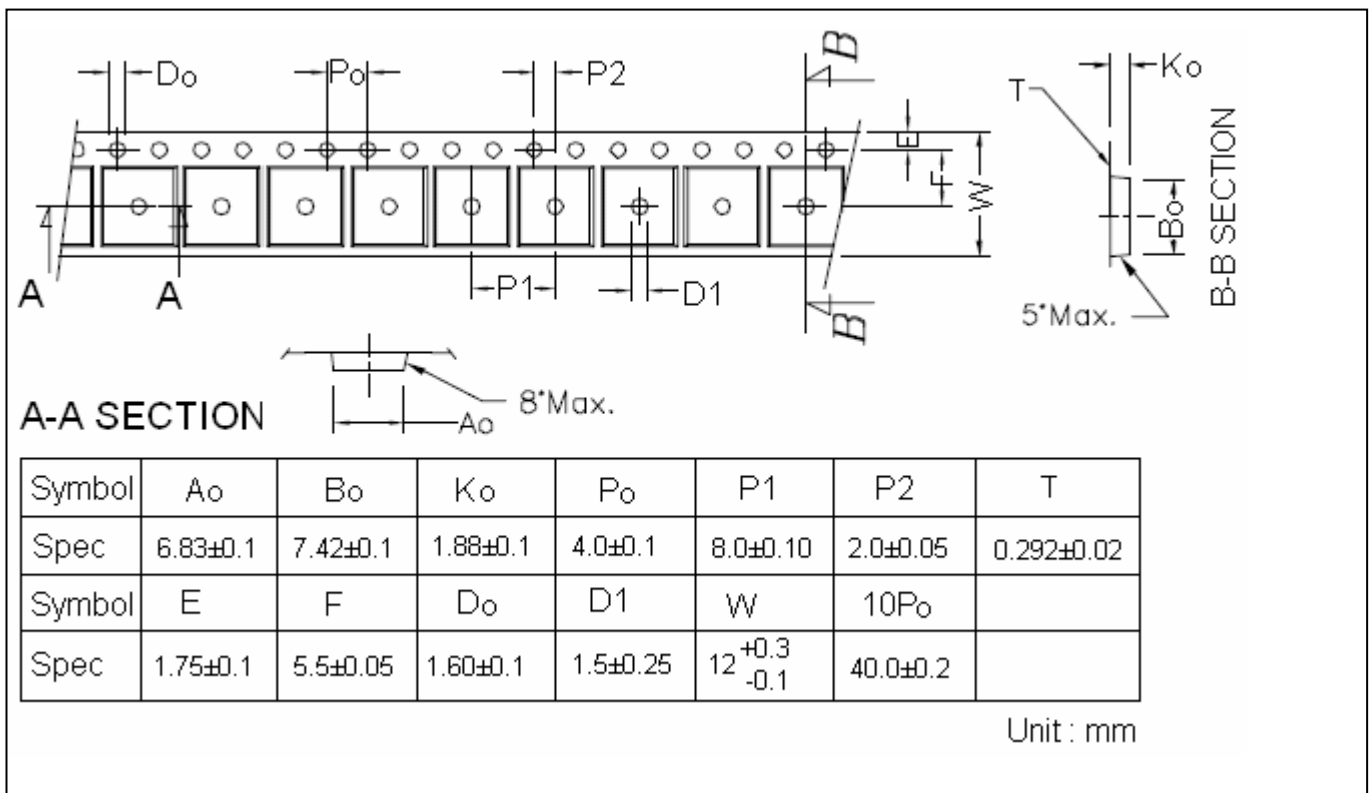 Do
Po
P2
B
T
Ko
E
F
W
Bo
B-B SECTION
A
A
P1
D1
B
5°Max.
8°Max.
A-A SECTION
Ao
Symbol Ao Bo Ko Po P1 P2 T
Spec 6.83±0.1 7.42±0.1 1.88±0.1 4.0±0.1 8.0±0.10 2.0±0.05 0.292±0.02
Symbol E F Do D1 W 10Po
Spec 1.75±0.1 5.5±0.05 1.60±0.1 1.5±0.25 12 +0.3 -0.1 40.0±0.2
Unit : mm